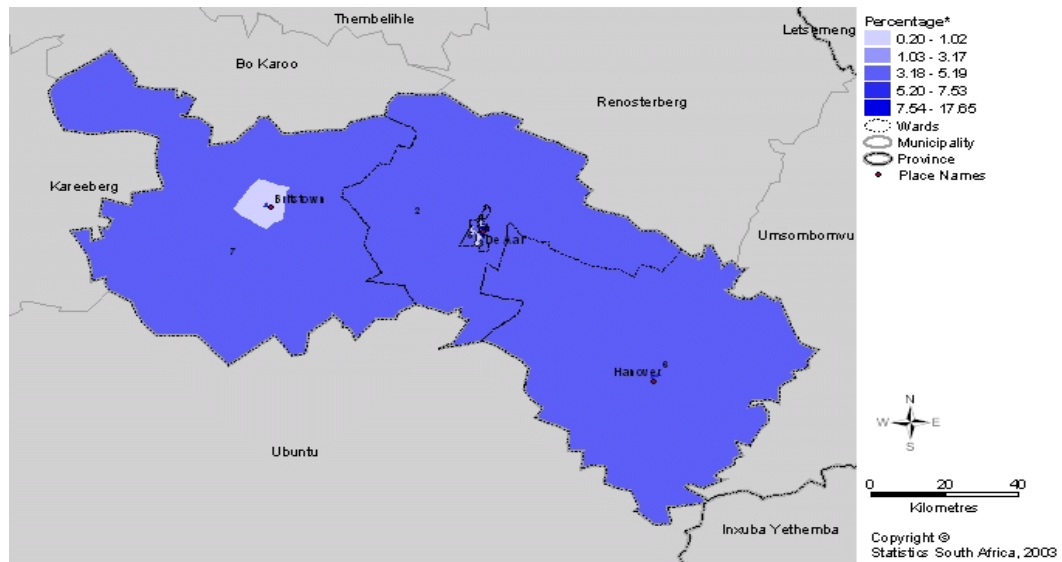 Thembelihle
Letsemeng
Bo Karoo
Renosterberg
Kareeberg
Britstown
2
De Aar
Umsombomvu
7
Hanover
6
Ubuntu
Inxuba Yethemba
Percentage*
0.20 - 1.02
1.03 - 3.17
3.18 - 5.19
5.20 - 7.53
7.54 - 17.65
Wards
Municipality
Province
Place Names
N
W E
S
0 20 40
Kilometres
Copyright ©
Statistics South Africa, 2003